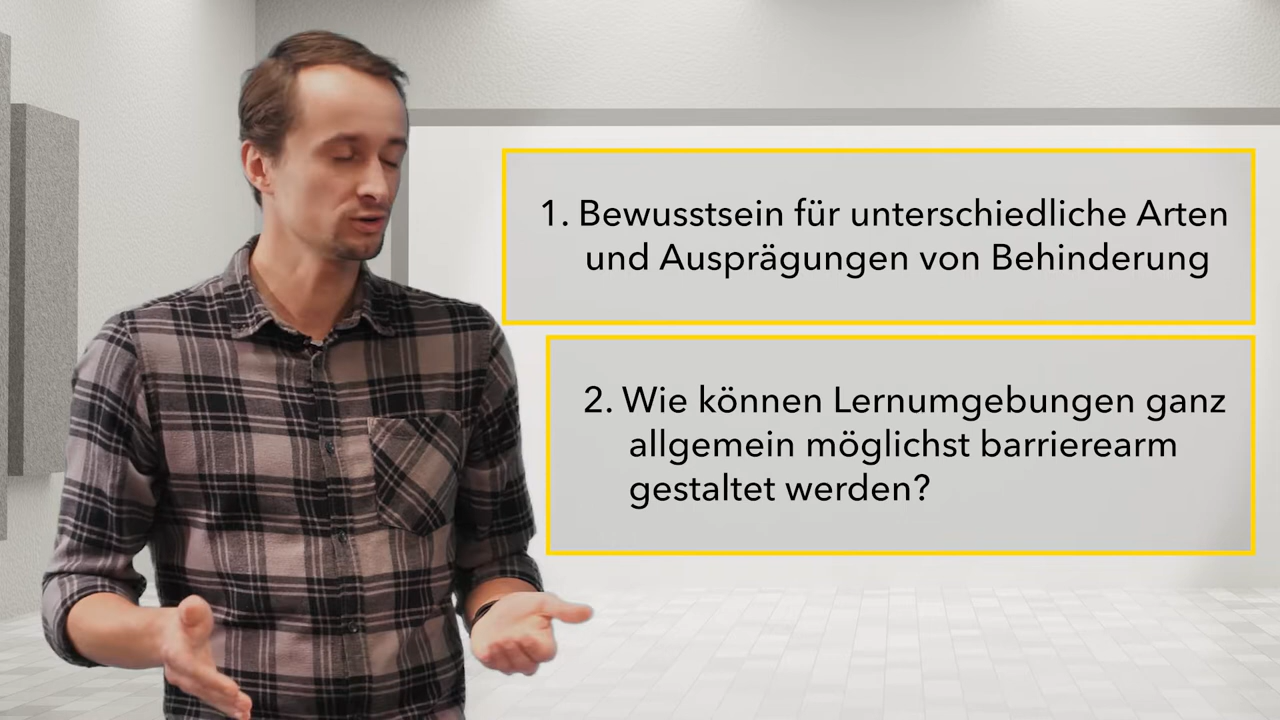 1. Bewusstsein für unterschiedliche Arten
und Ausprägungen von Behinderung
2. Wie können Lernumgebungen ganz
allgemein möglichst barrierearm
gestaltet werden?